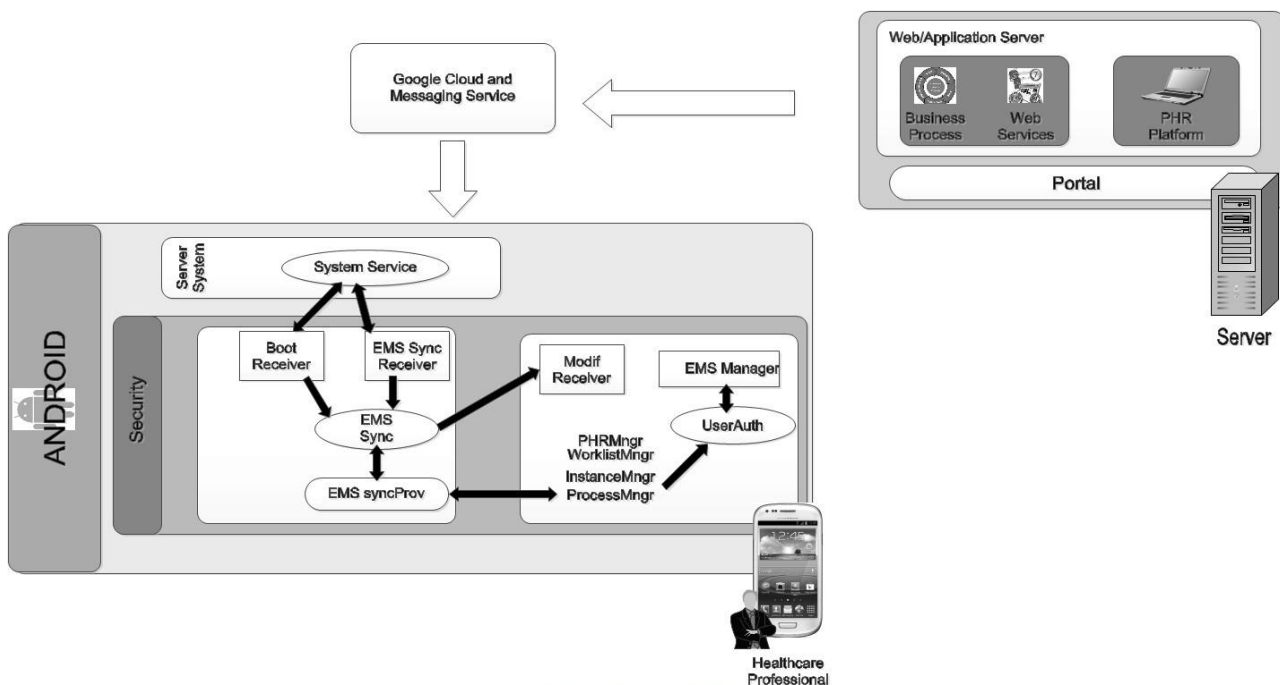 Web/Application Server
Business
Process
Web
Services
PHR
Platform
Portal
Server
Google Cloud and
Messaging Service
ANDROID
Server
System
System Service
Security
Boot
Receiver
EMS Sync
Receiver
EMS
Sync
EMS syncProv
Modif
Receiver
EMS Manager
UserAuth
PHRMngr
WorklistMngr
InstanceMngr
ProcessMngr
12:45
Healthcare
Professional